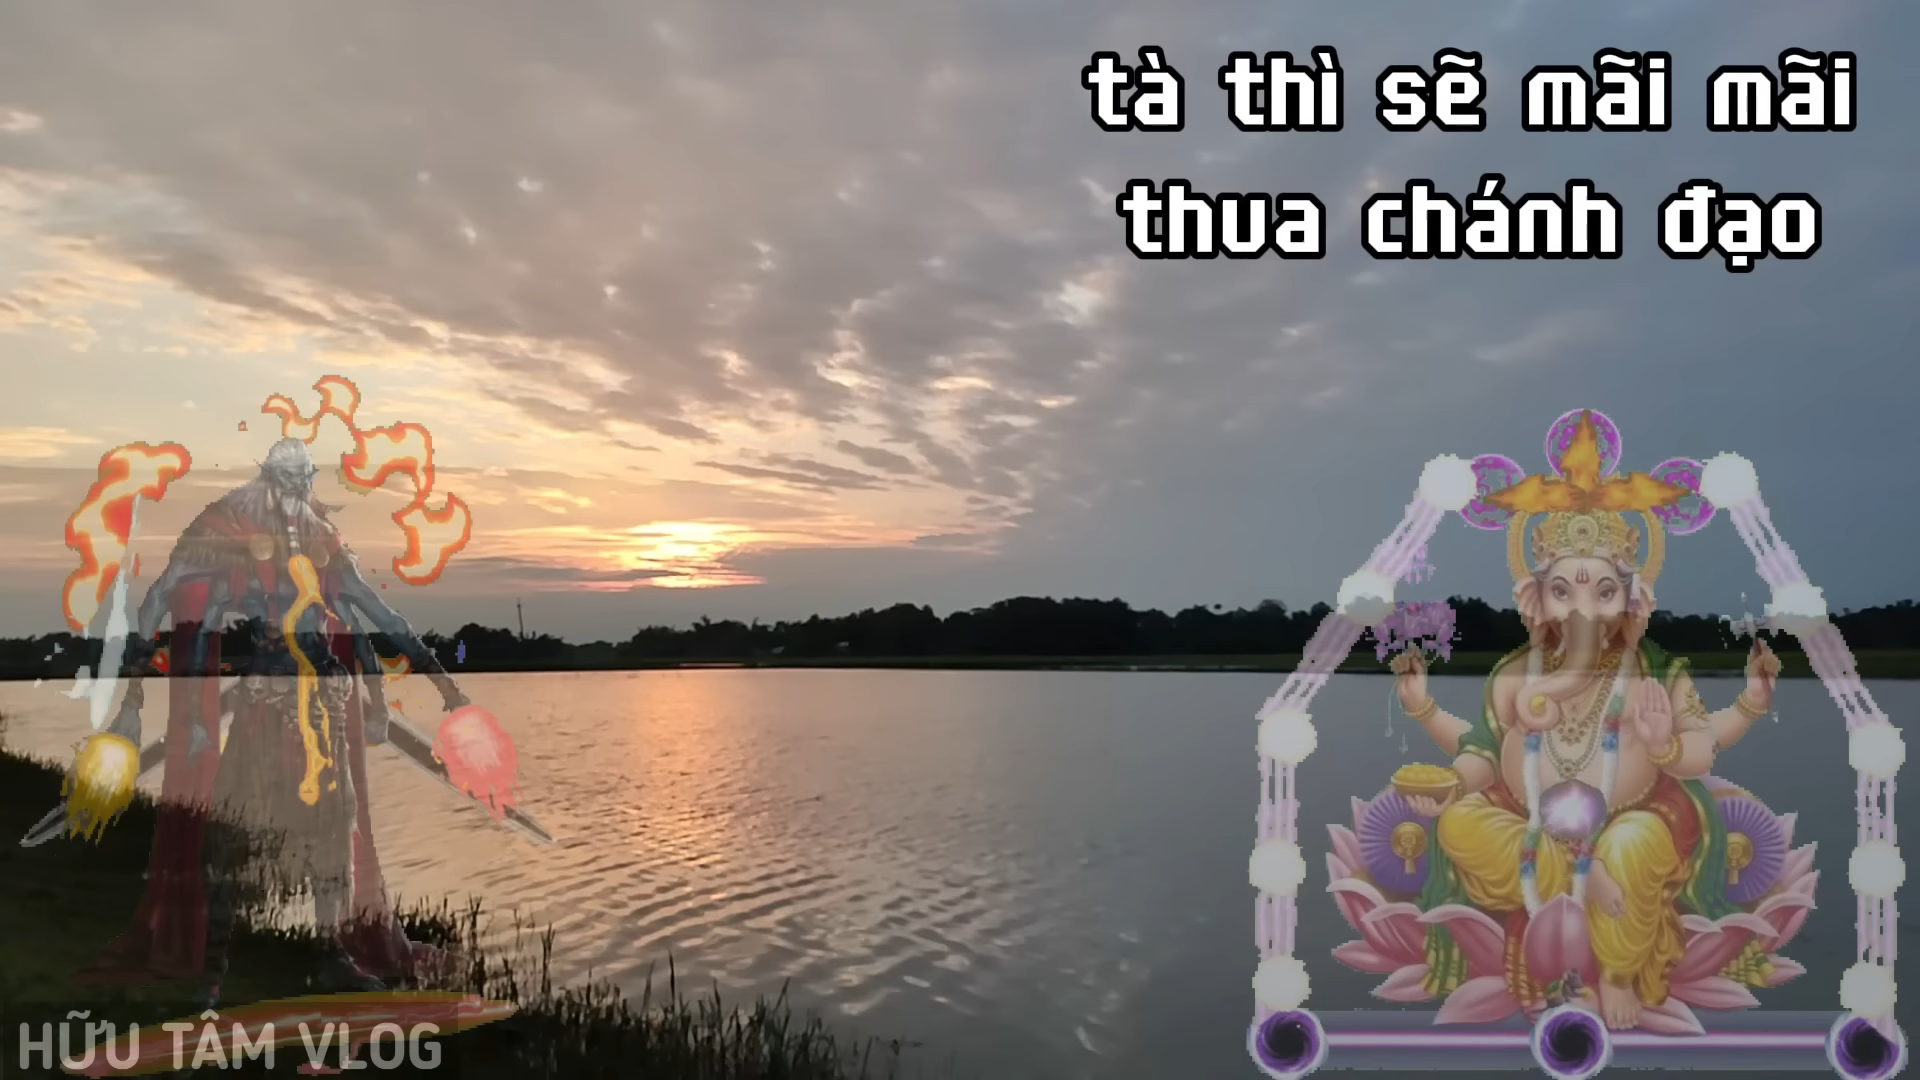 tà thì sẽ mãi mãi
thua chánh đạo
HỮU TÂM VLOG